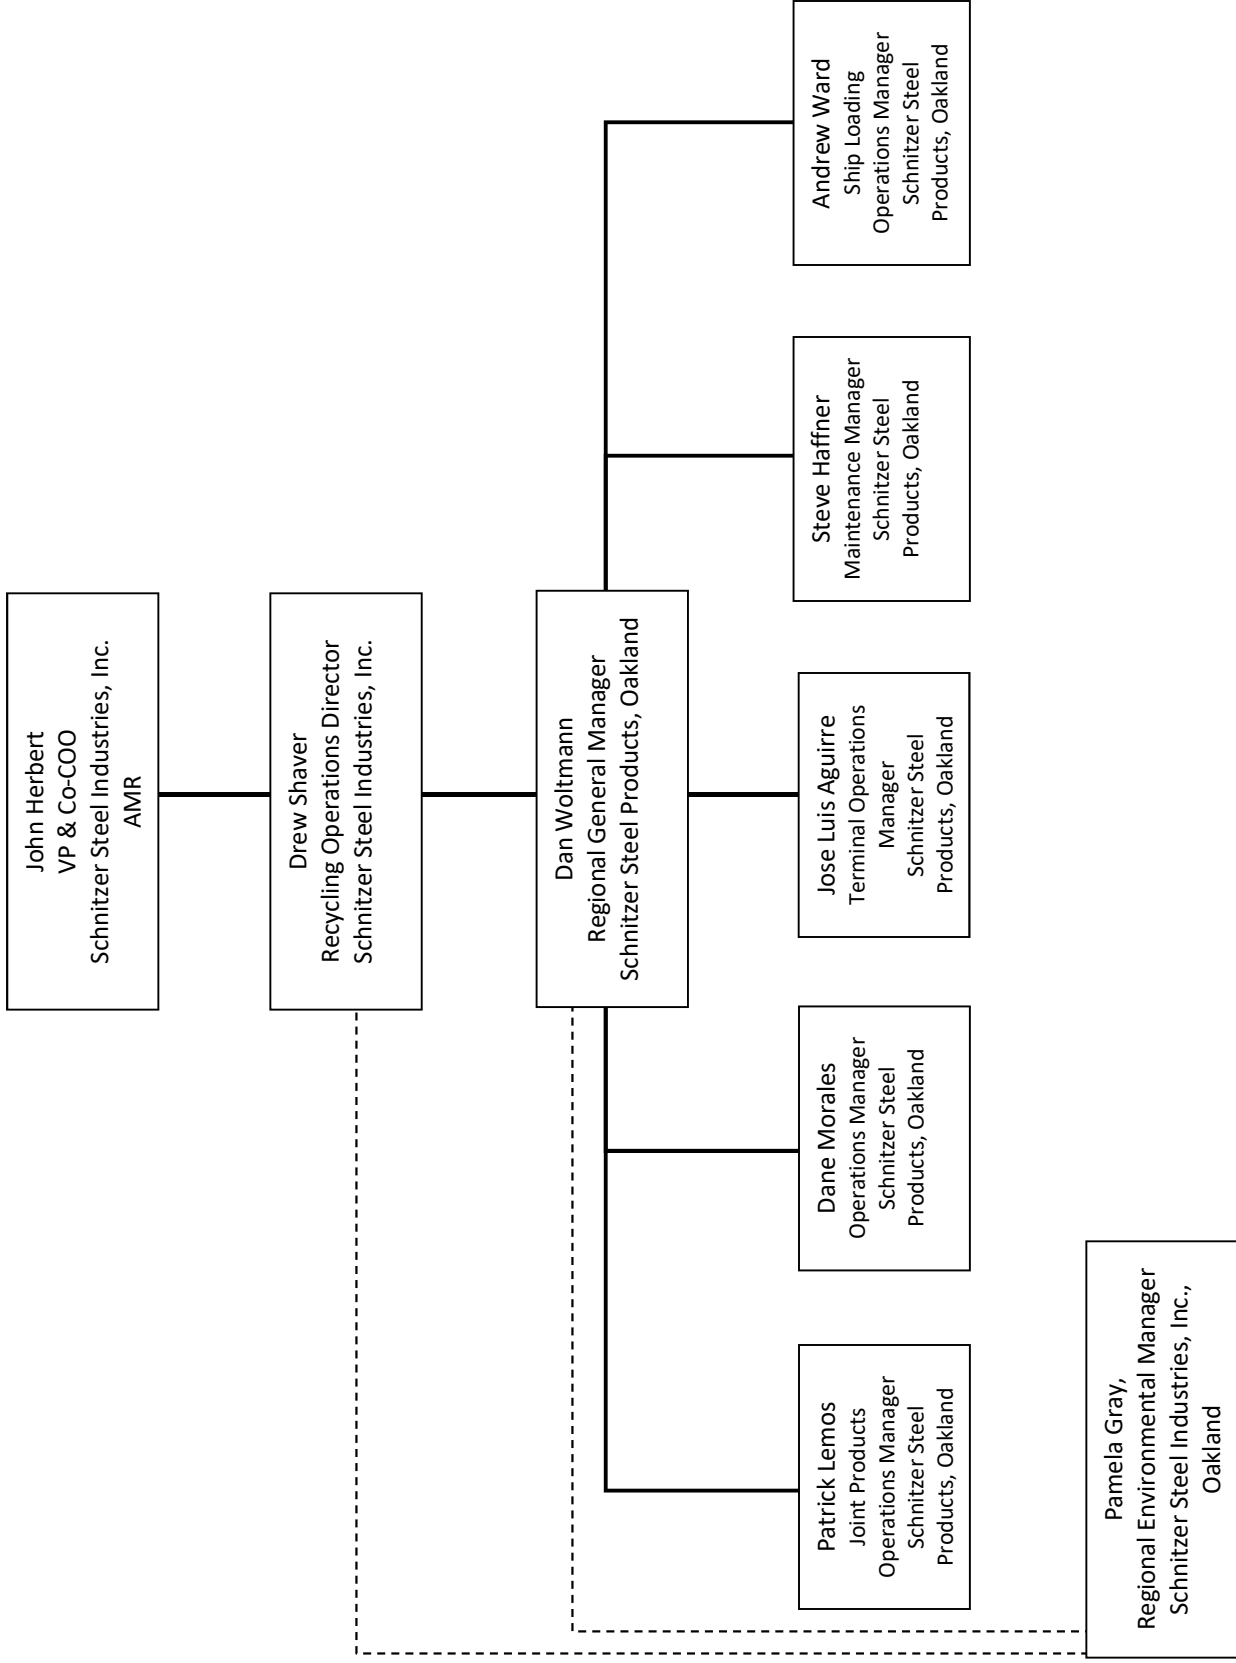 John Herbert
VP & Co-COO
Schnitzer Steel Industries, Inc.
AMR
Drew Shaver
Recycling Operations Director
Schnitzer Steel Industries, Inc.
Dan Woltmann
Regional General Manager
Schnitzer Steel Products, Oakland
Patrick Lemos
Joint Products
Operations Manager
Schnitzer Steel
Products, Oakland
Dane Morales
Operations Manager
Schnitzer Steel
Products, Oakland
Jose Luis Aguirre
Terminal Operations
Manager
Schnitzer Steel
Products, Oakland
Steve Haffner
Maintenance Manager
Schnitzer Steel
Products, Oakland
Andrew Ward
Ship Loading
Operations Manager
Schnitzer Steel
Products, Oakland
Pamela Gray,
Regional Environmental Manager
Schnitzer Steel Industries, Inc.,
Oakland